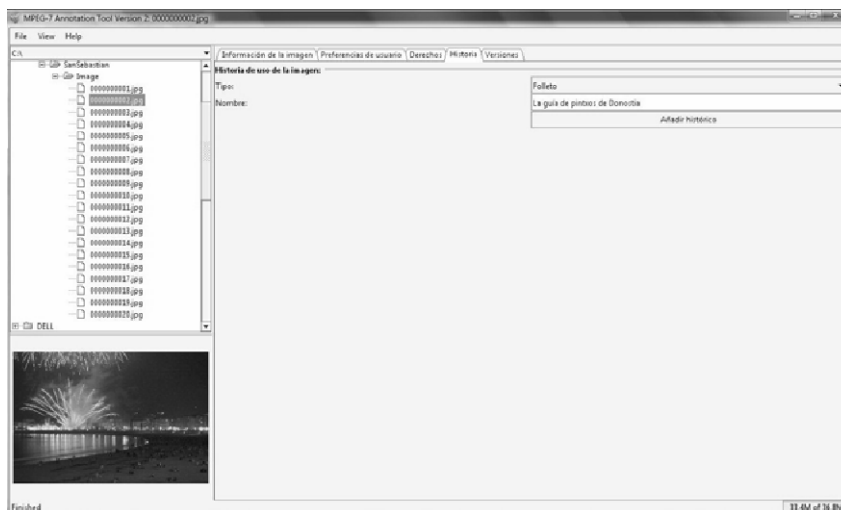 MPEG-7 Annotation Tool Version 2: 0000000002.jpg
File View Help
C:\
Información de la imagen Preferencias de usuario Derechos Historia Versiones
SanSebastian
Image
Historia de uso de la imagen:
Tipo: Folleto
Nombre: La guía de pintxos de Donostia
Añadir histórico
0000000001.jpg
0000000002.jpg
0000000003.jpg
0000000004.jpg
0000000005.jpg
0000000006.jpg
0000000007.jpg
0000000008.jpg
0000000009.jpg
0000000010.jpg
0000000011.jpg
0000000012.jpg
0000000013.jpg
0000000014.jpg
0000000015.jpg
0000000016.jpg
0000000017.jpg
0000000018.jpg
0000000019.jpg
0000000020.jpg
DELL
Finished